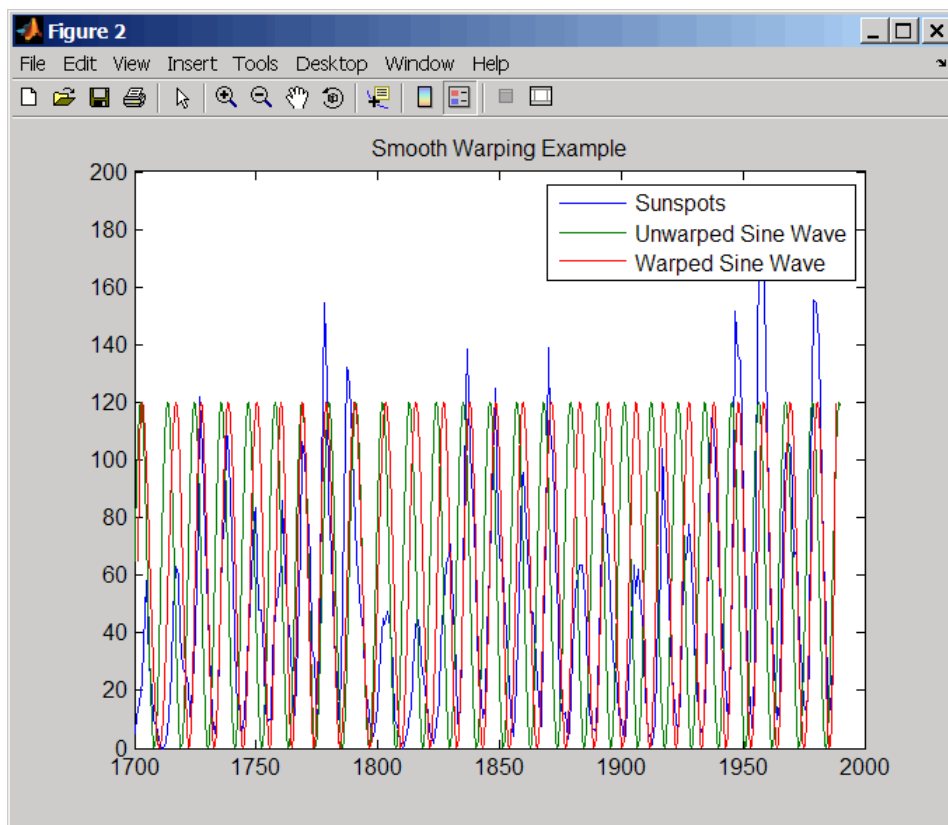 Figure 2
File Edit View Insert Tools Desktop Window Help
Smooth Warping Example
Sunspots
Unwarped Sine Wave
Warped Sine Wave
200
180
160
140
120
100
80
60
40
20
0
1700 1750 1800 1850 1900 1950 2000